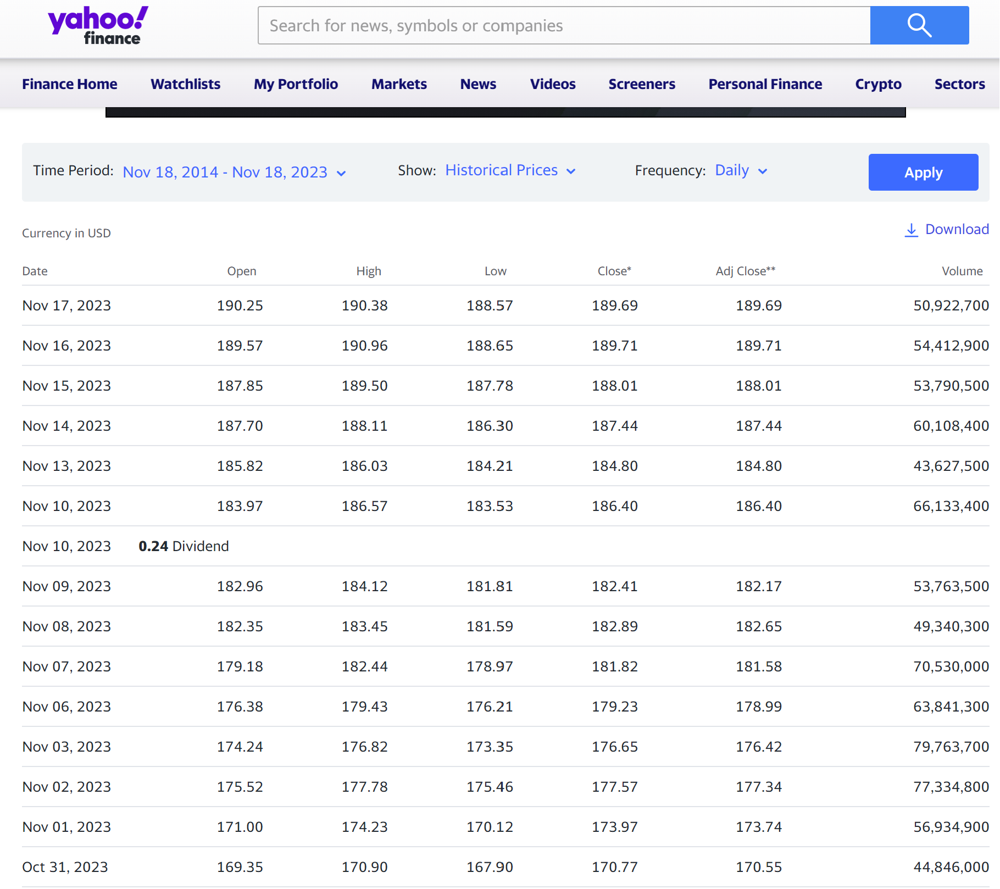 yahoo!
finance
Search for news, symbols or companies
Finance Home Watchlists My Portfolio Markets News Videos Screeners Personal Finance Crypto Sectors
Time Period: Nov 18, 2014 - Nov 18, 2023 Show: Historical Prices Frequency: Daily Apply
Currency in USD Download
Date Open High Low Close* Adj Close** Volume
Nov 17, 2023 190.25 190.38 188.57 189.69 189.69 50,922,700
Nov 16, 2023 189.57 190.96 188.65 189.71 189.71 54,412,900
Nov 15, 2023 187.85 189.50 187.78 188.01 188.01 53,790,500
Nov 14, 2023 187.70 188.11 186.30 187.44 187.44 60,108,400
Nov 13, 2023 185.82 186.03 184.21 184.80 184.80 43,627,500
Nov 10, 2023 183.97 186.57 183.53 186.40 186.40 66,133,400
Nov 10, 2023 0.24 Dividend
Nov 09, 2023 182.96 184.12 181.81 182.41 182.17 53,763,500
Nov 08, 2023 182.35 183.45 181.59 182.89 182.65 49,340,300
Nov 07, 2023 179.18 182.44 178.97 181.82 181.58 70,530,000
Nov 06, 2023 176.38 179.43 176.21 179.23 178.99 63,841,300
Nov 03, 2023 174.24 176.82 173.35 176.65 176.42 79,763,700
Nov 02, 2023 175.52 177.78 175.46 177.57 177.34 77,334,800
Nov 01, 2023 171.00 174.23 170.12 173.97 173.74 56,934,900
Oct 31, 2023 169.35 170.90 167.90 170.77 170.55 44,846,000